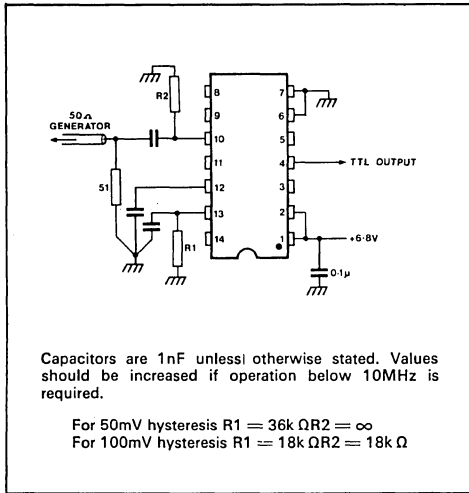 R2
50Ω
GENERATOR
8
7
9
6
10
5
11
4
TTL OUTPUT
51
12
3
13
2
R1
14
1
+6·8V
0·1μ
Capacitors are 1nF unless otherwise stated. Values
should be increased if operation below 10MHz is
required.
For 50mV hysteresis R1 = 36k ΩR2 = ∞
For 100mV hysteresis R1 = 18k ΩR2 = 18k Ω